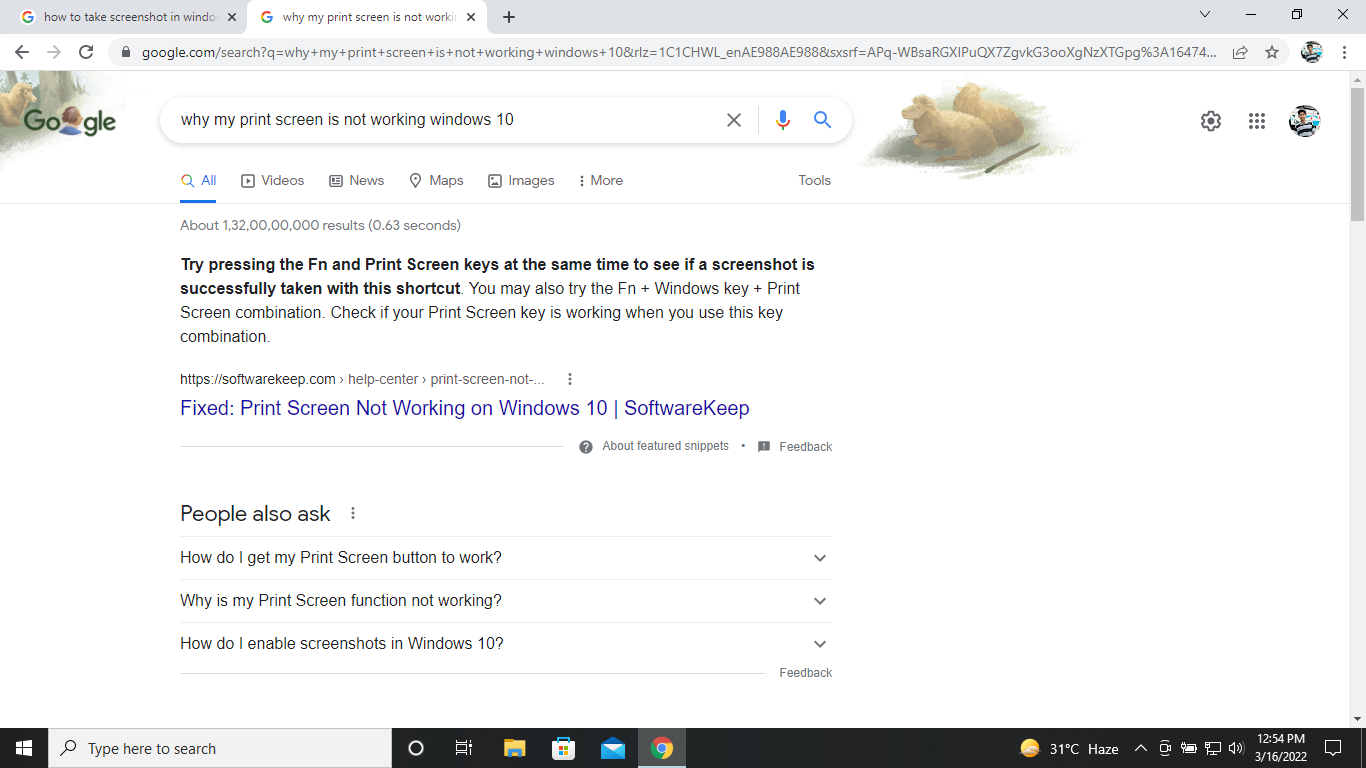 how to take screenshot in windo
why my print screen is not workin
google.com/search?q=why+my+print+screen+is+not+working+windows+10&rlz=1C1CHWL_enAE988AE988&sxsrf=APq-WBsaRGXIPuQX7ZgvkG3ooXgNzXTGpg%3A16474...
Google
why my print screen is not working windows 10
All Videos News Maps Images More Tools
About 1,32,00,00,000 results (0.63 seconds)
Try pressing the Fn and Print Screen keys at the same time to see if a screenshot is
successfully taken with this shortcut. You may also try the Fn + Windows key + Print
Screen combination. Check if your Print Screen key is working when you use this key
combination.
https://softwarekeep.com › help-center › print-screen-not-...
Fixed: Print Screen Not Working on Windows 10 | SoftwareKeep
About featured snippets • Feedback
People also ask
How do I get my Print Screen button to work?
Why is my Print Screen function not working?
How do I enable screenshots in Windows 10?
Feedback
Type here to search
31°C Haze
12:54 PM
3/16/2022